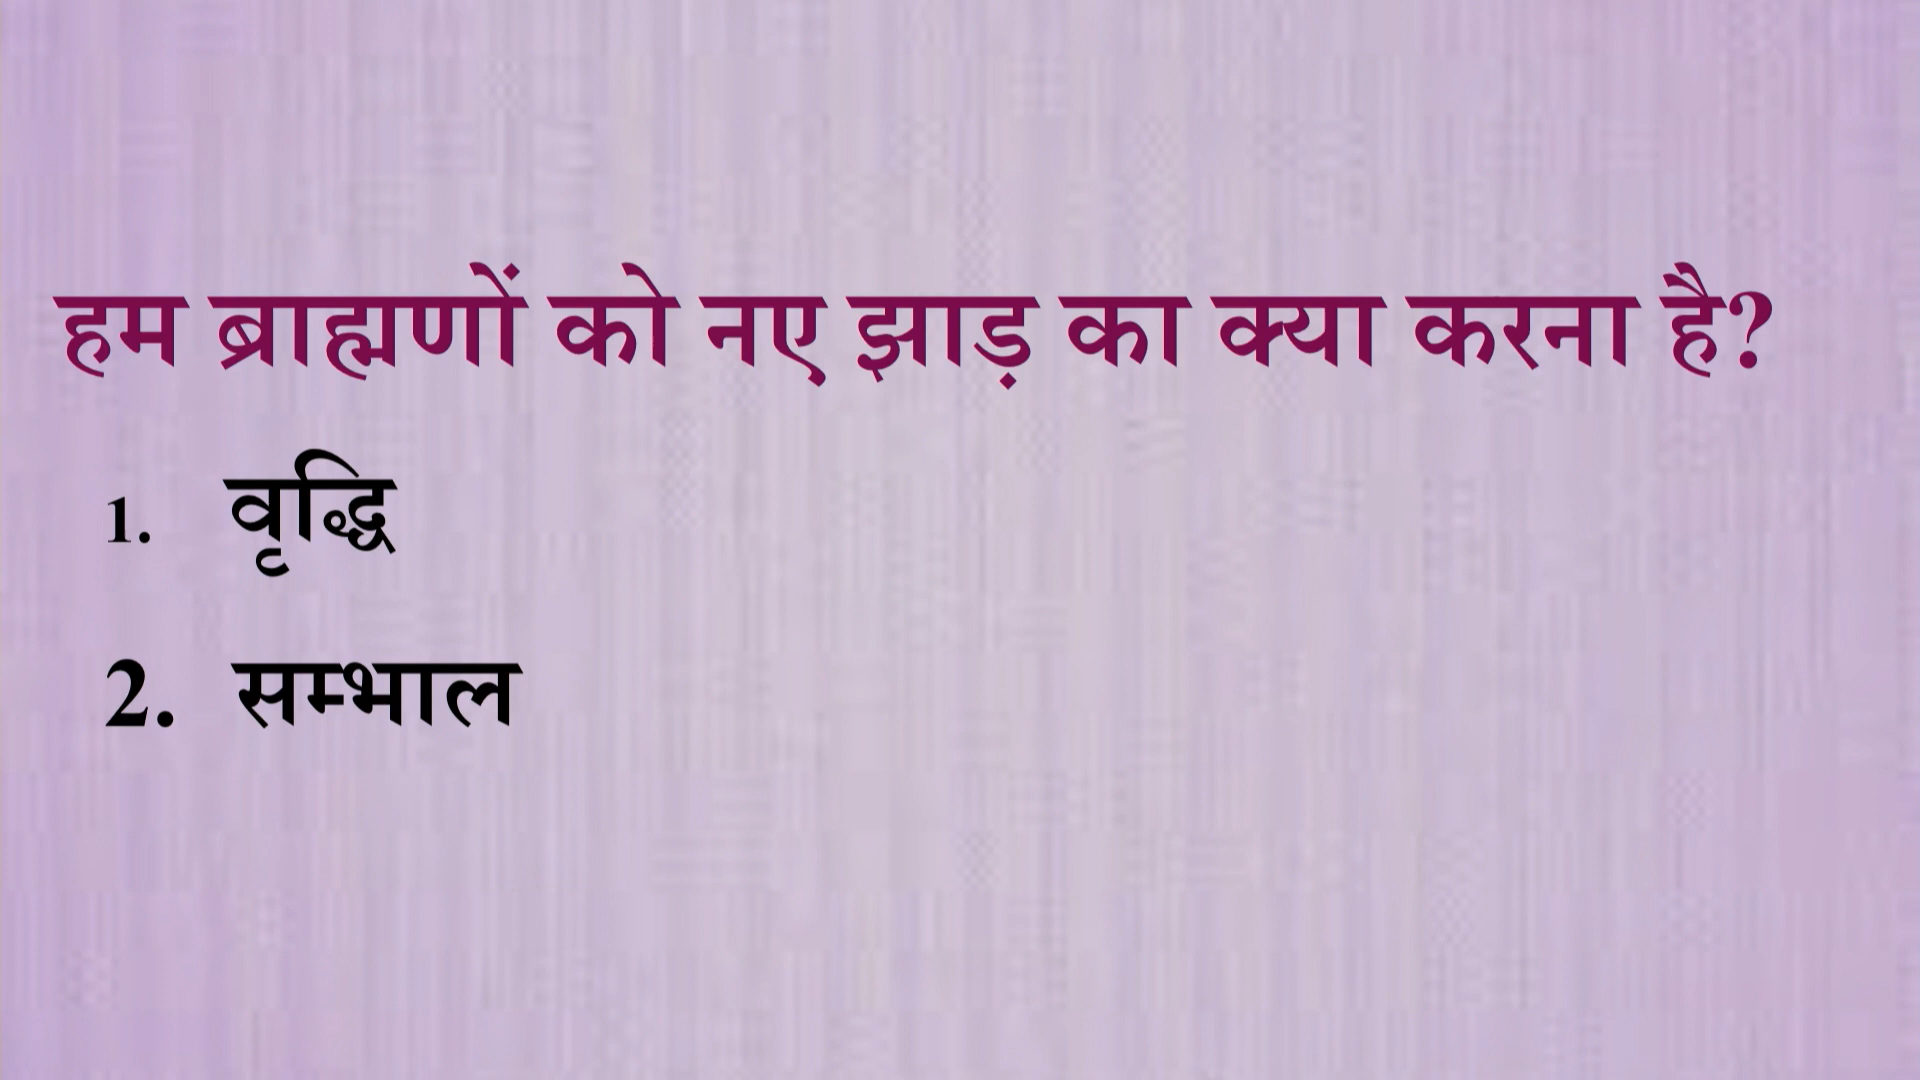 हम ब्राह्मणों को नए झाड़ का क्या करना है?
1. वृद्धि
2. सम्भाल